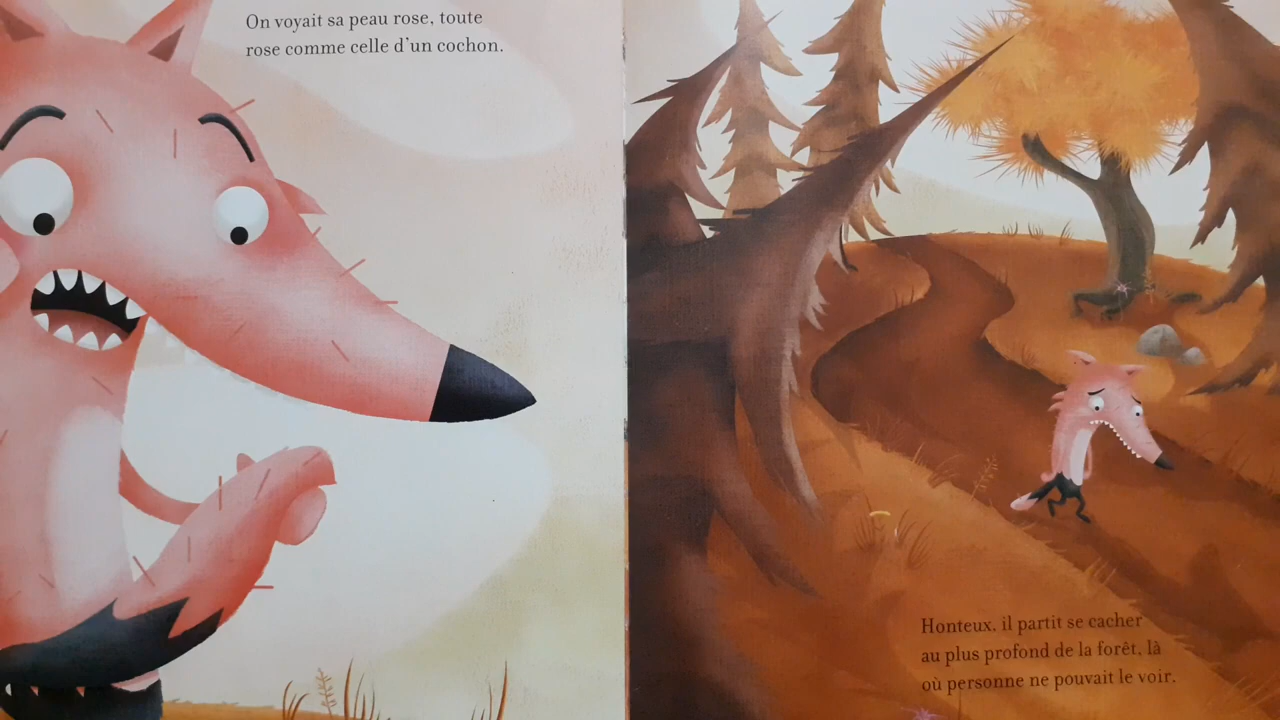 On voyait sa peau rose, toute
rose comme celle d'un cochon.
Honteux, il partit se cacher
au plus profond de la forêt, là
où personne ne pouvait le voir.